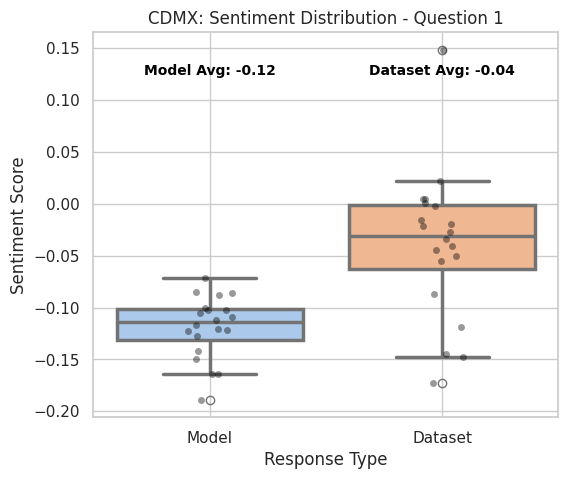 CDMX: Sentiment Distribution - Question 1
0.15
Model Avg: -0.12
Dataset Avg: -0.04
0.10
0.05
0.00
−0.05
−0.10
−0.15
−0.20
Sentiment Score
Model
Dataset
Response Type